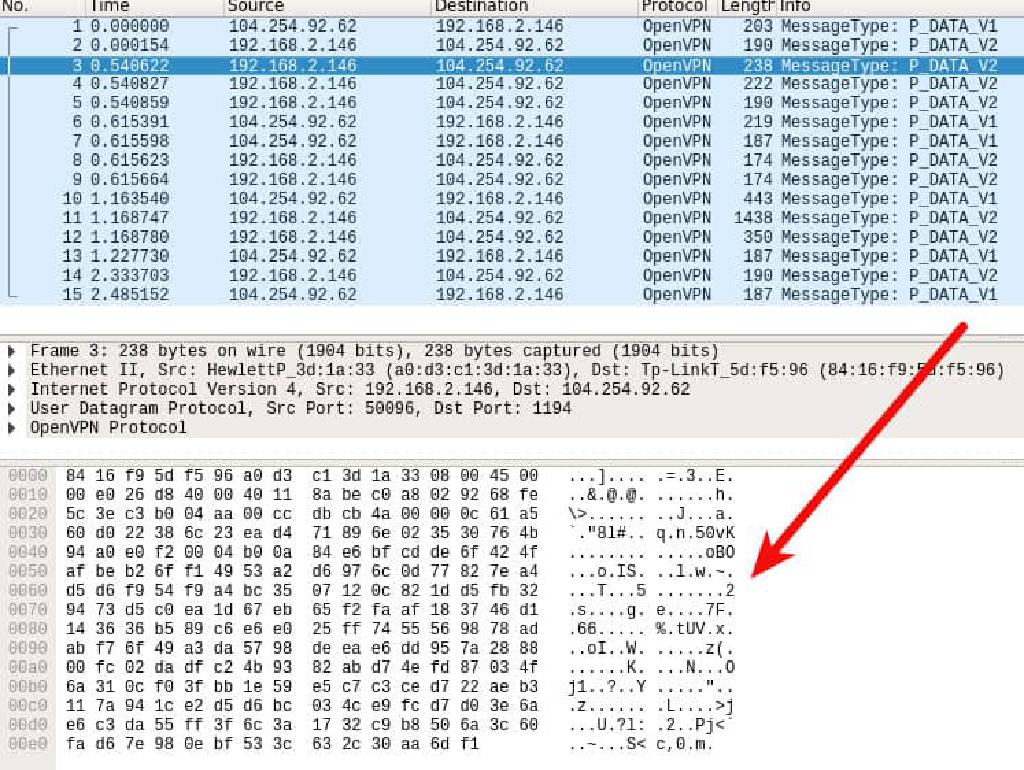 No. Time Source Destination Protocol Length Info
1 0.000000 104.254.92.62 192.168.2.146 OpenVPN 203 MessageType: P_DATA_V1
2 0.000154 192.168.2.146 104.254.92.62 OpenVPN 190 MessageType: P_DATA_V2
3 0.540622 192.168.2.146 104.254.92.62 OpenVPN 238 MessageType: P_DATA_V2
4 0.540827 192.168.2.146 104.254.92.62 OpenVPN 222 MessageType: P_DATA_V2
5 0.540859 192.168.2.146 104.254.92.62 OpenVPN 190 MessageType: P_DATA_V2
6 0.615391 104.254.92.62 192.168.2.146 OpenVPN 219 MessageType: P_DATA_V1
7 0.615598 104.254.92.62 192.168.2.146 OpenVPN 187 MessageType: P_DATA_V1
8 0.615623 192.168.2.146 104.254.92.62 OpenVPN 174 MessageType: P_DATA_V2
9 0.615664 192.168.2.146 104.254.92.62 OpenVPN 174 MessageType: P_DATA_V2
10 1.163540 104.254.92.62 192.168.2.146 OpenVPN 443 MessageType: P_DATA_V1
11 1.168747 192.168.2.146 104.254.92.62 OpenVPN 1438 MessageType: P_DATA_V2
12 1.168780 192.168.2.146 104.254.92.62 OpenVPN 350 MessageType: P_DATA_V2
13 1.227730 104.254.92.62 192.168.2.146 OpenVPN 187 MessageType: P_DATA_V1
14 2.333703 192.168.2.146 104.254.92.62 OpenVPN 190 MessageType: P_DATA_V2
15 2.485152 104.254.92.62 192.168.2.146 OpenVPN 187 MessageType: P_DATA_V1
Frame 3: 238 bytes on wire (1904 bits), 238 bytes captured (1904 bits)
Ethernet II, Src: HewlettP_3d:1a:33 (a0:d3:c1:3d:1a:33), Dst: Tp-LinkT_5d:f5:96 (84:16:f9:5d:f5:96)
Internet Protocol Version 4, Src: 192.168.2.146, Dst: 104.254.92.62
User Datagram Protocol, Src Port: 50096, Dst Port: 1194
OpenVPN Protocol
0000 84 16 f9 5d f5 96 a0 d3 c1 3d 1a 33 08 00 45 00 ...].... .=.3..E.
0010 00 e0 26 d8 40 00 40 11 8a be c0 a8 02 92 68 fe ..&.@.@. ......h.
0020 5c 3e c3 b0 04 aa 00 cc db cb 4a 00 00 0c 61 a5 \>...... ..J...a.
0030 60 d0 22 38 6c 23 ea d4 71 89 6e 02 35 30 76 4b `."8l#.. q.n.50vK
0040 94 a0 e0 f2 00 04 b0 0a 84 e6 bf cd de 6f 42 4f ........ .....oBO
0050 af be b2 6f f1 49 53 a2 d6 97 6c 0d 77 82 7e a4 ...o.IS. ..l.w.~.
0060 d5 d6 f9 54 f9 a4 bc 35 07 12 0c 82 1d d5 fb 32 ...T...5 .......2
0070 94 73 d5 c0 ea 1d 67 eb 65 f2 fa af 18 37 46 d1 .s....g. e....7F.
0080 14 36 36 b5 89 c6 e6 e0 25 ff 74 55 56 98 78 ad .66..... %.tUV.x.
0090 ab f7 6f 49 a3 da 57 98 de ea e6 dd 95 7a 28 88 ..oI..W. .....z(.
00a0 00 fc 02 da df c2 4b 93 82 ab d7 4e fd 87 03 4f ......K. ...N...O
00b0 6a 31 0c f0 3f bb 1e 59 e5 c7 c3 ce d7 22 ae b3 j1..?..Y ....."..
00c0 11 7a 94 1c e2 d5 d6 bc 03 4c e9 fc d7 d0 3e 6a .z...... .L....>j
00d0 e6 c3 da 55 ff 3f 6c 3a 17 32 c9 b8 50 6a 3c 60 ...U.?l: .2..Pj<`
00e0 fa d6 7e 98 0e bf 53 3c 63 2c 30 aa 6d f1 ..~...S< c,0.m.